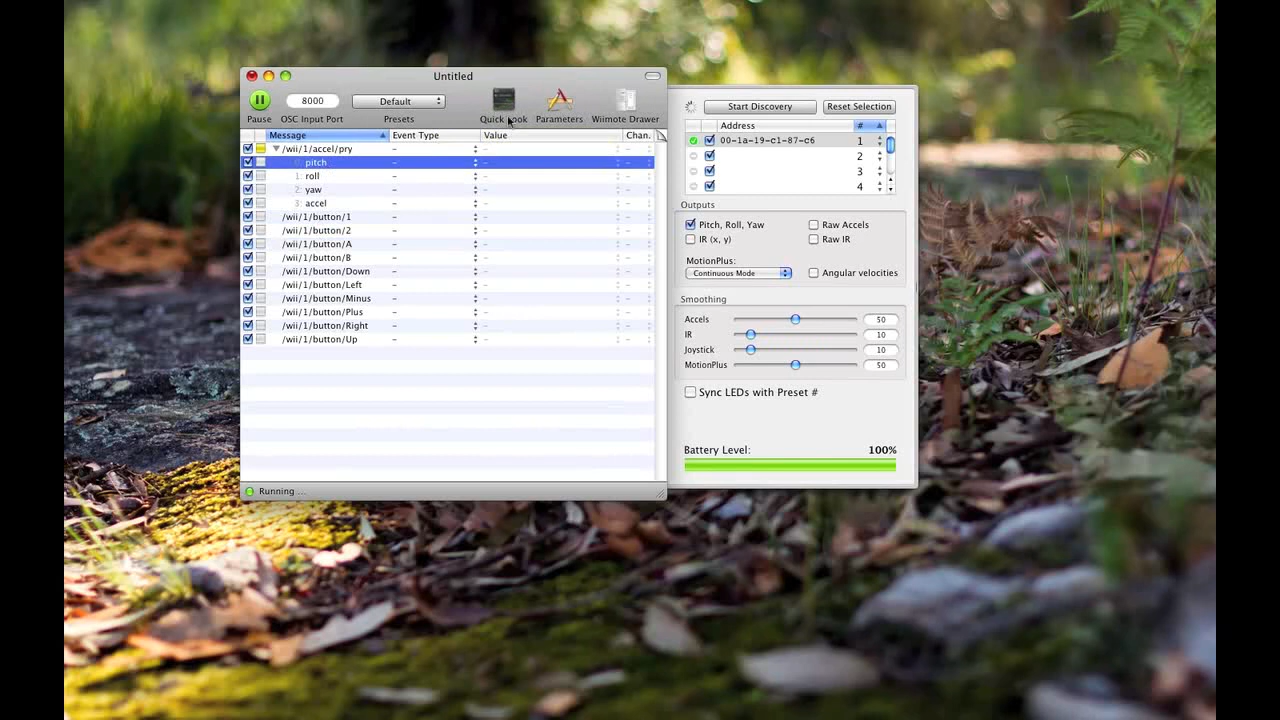 Untitled
8000 Default
Pause OSC Input Port Presets Quick Look Parameters Wiimote Drawer
Message Event Type Value Chan.
/wii/1/accel/pry
0: pitch
1: roll
2: yaw
3: accel
/wii/1/button/1
/wii/1/button/2
/wii/1/button/A
/wii/1/button/B
/wii/1/button/Down
/wii/1/button/Left
/wii/1/button/Minus
/wii/1/button/Plus
/wii/1/button/Right
/wii/1/button/Up
Running ...
Start Discovery Reset Selection
Address #
00-1a-19-c1-87-c6 1
2
3
4
Outputs
Pitch, Roll, Yaw Raw Accels
IR (x, y) Raw IR
MotionPlus:
Continuous Mode Angular velocities
Smoothing
Accels 50
IR 10
Joystick 10
MotionPlus 50
Sync LEDs with Preset #
Battery Level: 100%